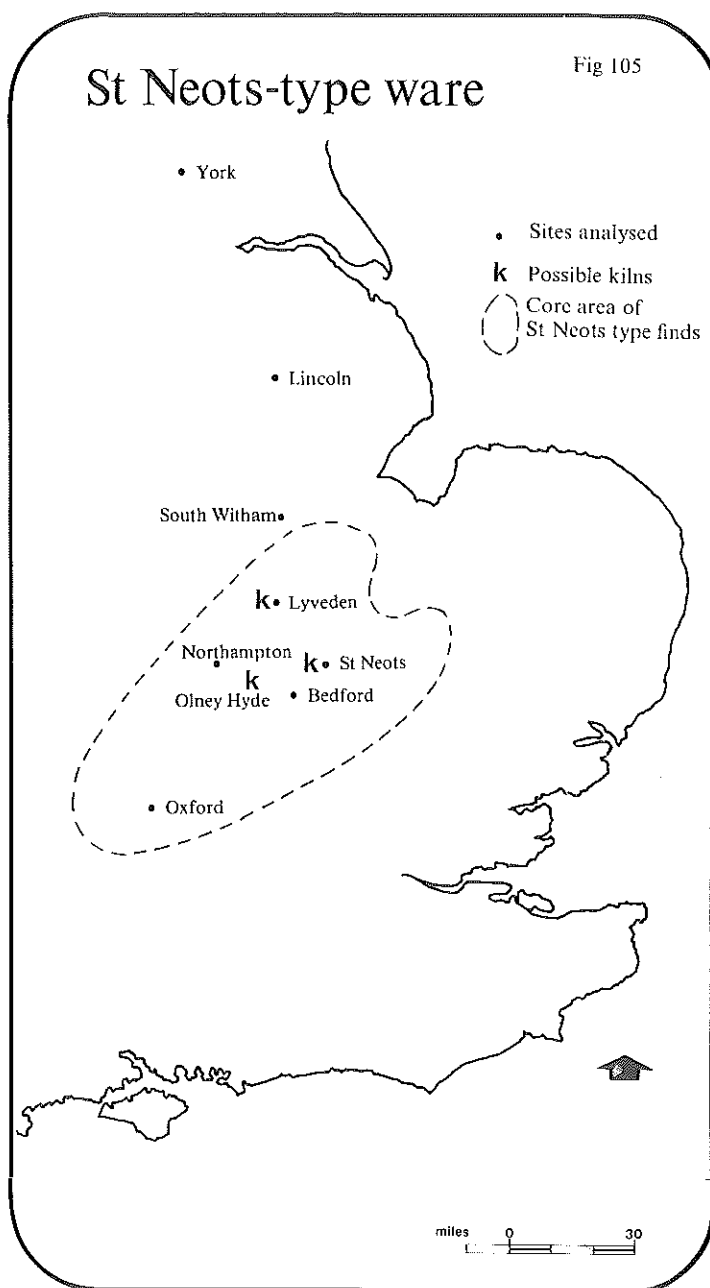 St Neots-type ware
Fig 105
York
Sites analysed
k Possible kilns
Core area of
St Neots type finds
Lincoln
South Witham
k Lyveden
Northampton
k St Neots
k
Olney Hyde
Bedford
Oxford
miles 0 30